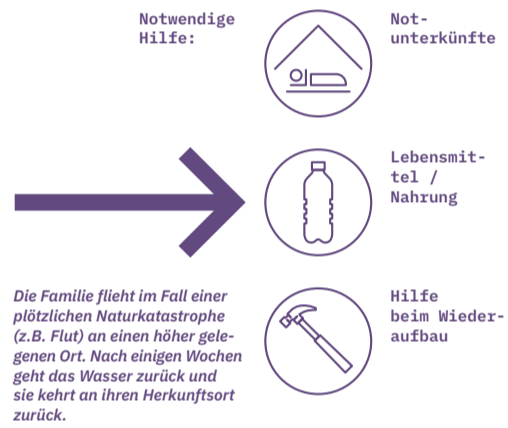 Notwendige
Hilfe:
Not-
unterkünfte
Lebensmit-
tel /
Nahrung
Die Familie flieht im Fall einer
plötzlichen Naturkatastrophe
(z.B. Flut) an einen höher gele-
genen Ort. Nach einigen Wochen
geht das Wasser zurück und
sie kehrt an ihren Herkunftsort
zurück.
Hilfe
beim Wieder-
aufbau